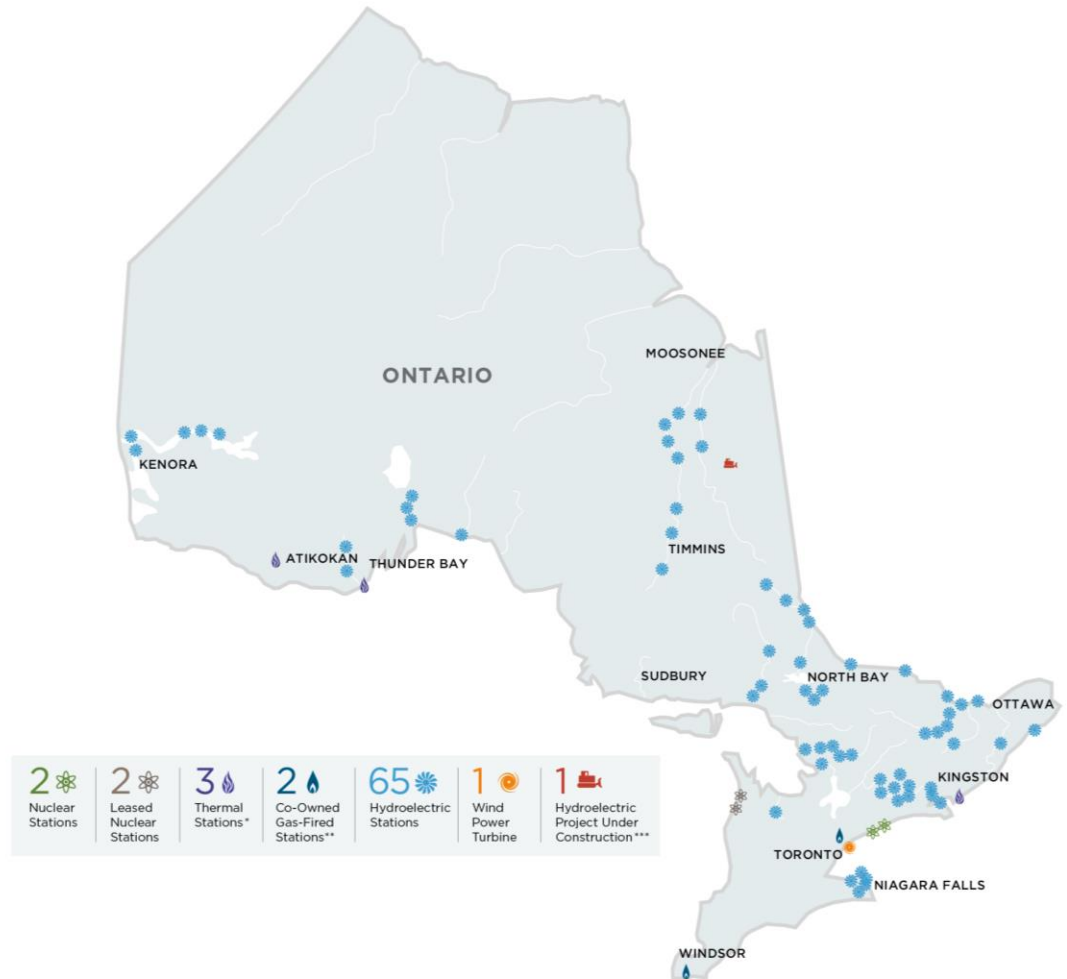 MOOSONEE
ONTARIO
KENORA
ATIKOKAN
THUNDER BAY
TIMMINS
SUDBURY
NORTH BAY
OTTAWA
KINGSTON
TORONTO
NIAGARA FALLS
WINDSOR
2
Nuclear
Stations
2
Leased
Nuclear
Stations
3
Thermal
Stations*
2
Co-Owned
Gas-Fired
Stations**
65
Hydroelectric
Stations
1
Wind
Power
Turbine
1
Hydroelectric
Project Under
Construction***